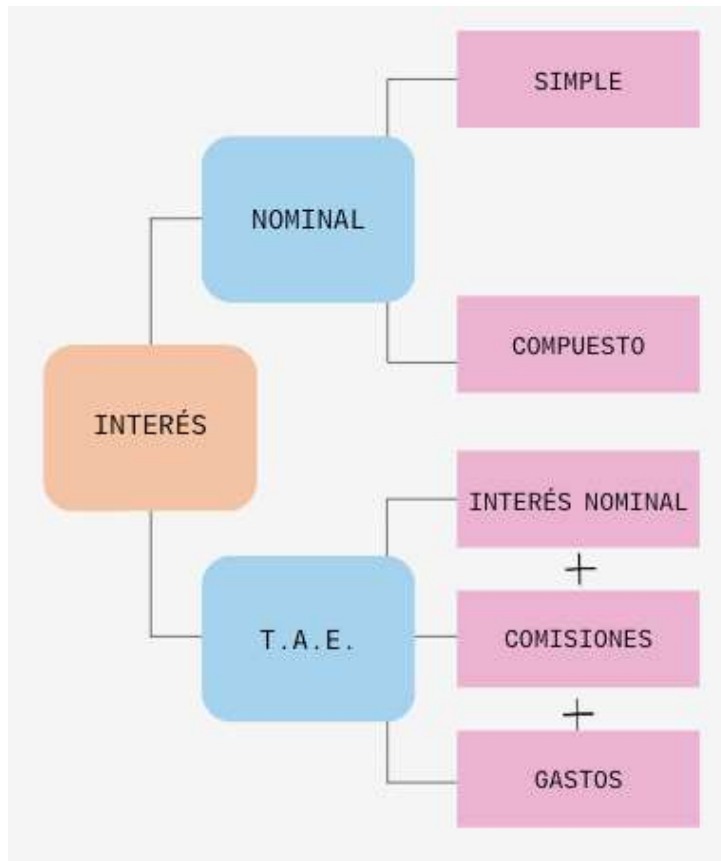 SIMPLE
NOMINAL
COMPUESTO
INTERÉS
INTERÉS NOMINAL
+
T.A.E.
COMISIONES
+
GASTOS